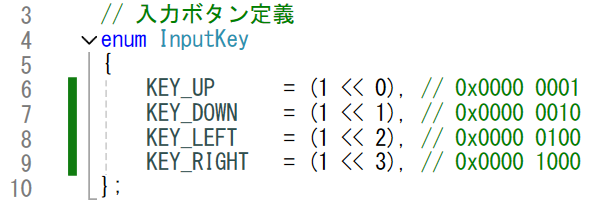 3 // 入力ボタン定義
4 enum InputKey
5 {
6 KEY_UP = (1 << 0), // 0x0000 0001
7 KEY_DOWN = (1 << 1), // 0x0000 0010
8 KEY_LEFT = (1 << 2), // 0x0000 0100
9 KEY_RIGHT = (1 << 3), // 0x0000 1000
10 };